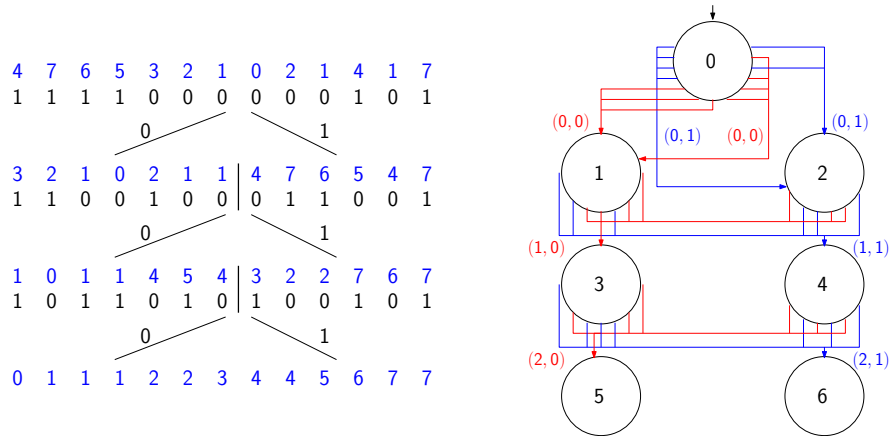 4 7 6 5 3 2 1 0 2 1 4 1 7
1 1 1 1 0 0 0 0 0 0 1 0 1
0 1
3 2 1 0 2 1 1 4 7 6 5 4 7
1 1 0 0 1 0 0 0 1 1 0 0 1
0 1
1 0 1 1 4 5 4 3 2 2 7 6 7
1 0 1 1 0 1 0 1 0 0 1 0 1
0 1
0 1 1 1 2 2 3 4 4 5 6 7 7
0
(0, 0) (0, 1) (0, 0) (0, 1)
1 2
(1, 0) (1, 1)
3 4
(2, 0) (2, 1)
5 6